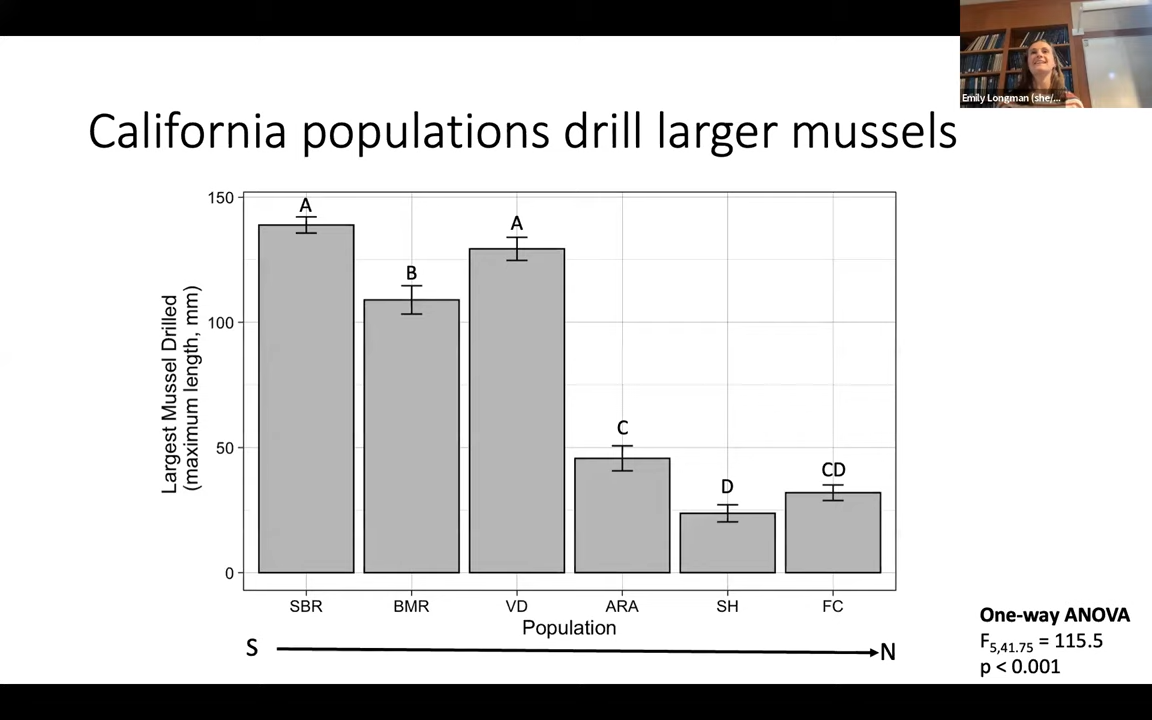 Emily Longman (she/...
California populations drill larger mussels
Largest Mussel Drilled
(maximum length, mm)
150
100
50
0
A
B
A
C
D
CD
SBR BMR VD ARA SH FC
Population
S N
One-way ANOVA
F5,41.75 = 115.5
p < 0.001